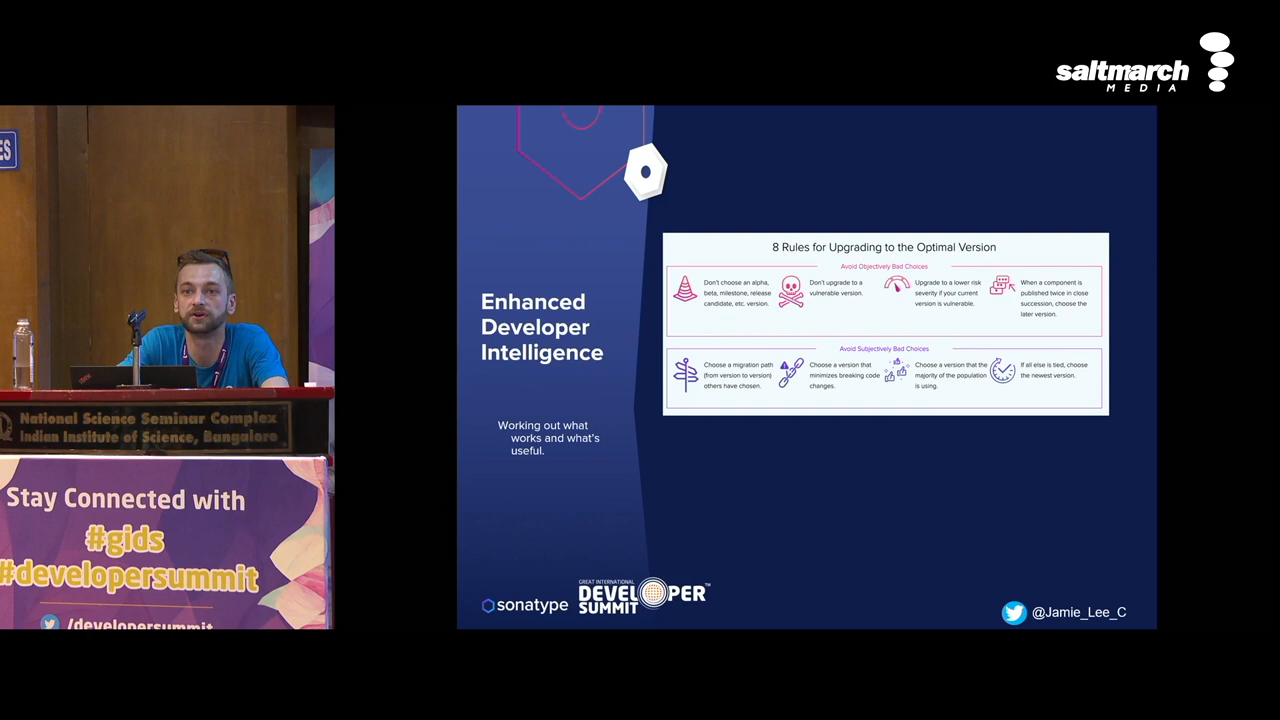 saltmarch
MEDIA
ES
National Science Seminar Complex
Indian Institute of Science, Bangalore
Stay Connected with
#gids
#developersummit
/developersummit
Enhanced
Developer
Intelligence
Working out what
works and what's
useful.
8 Rules for Upgrading to the Optimal Version
Avoid Objectively Bad Choices
Don't choose an alpha,
beta, milestone, release
candidate, etc. version.
Don't upgrade to a
vulnerable version.
Upgrade to a lower risk
severity if your current
version is vulnerable.
When a component is
published twice in close
succession, choose the
later version.
Avoid Subjectively Bad Choices
Choose a migration path
(from version to version)
others have chosen.
Choose a version that
minimizes breaking code
changes.
Choose a version that the
majority of the population
is using.
If all else is tied, choose
the newest version.
sonatype
GREAT INTERNATIONAL
DEVELOPER™
SUMMIT
@Jamie_Lee_C